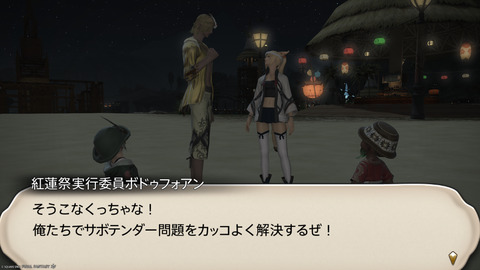 紅蓮祭実行委員ボドゥフォアン
そうこなくっちゃな!
俺たちでサボテンダー問題をカッコよく解決するぜ!